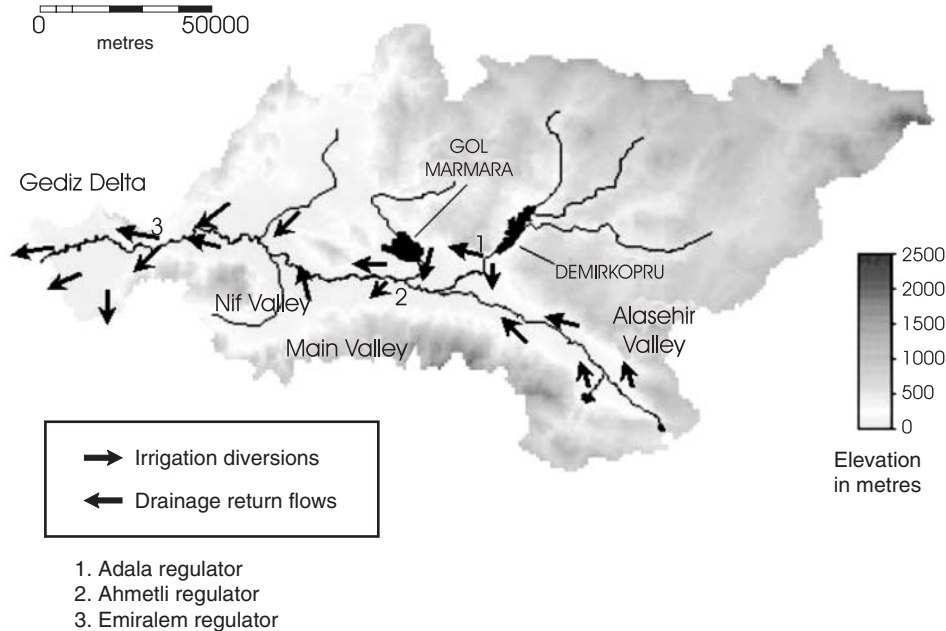 0 50000
metres
GOL
MARMARA
Gediz Delta
3
1
DEMIRKOPRU
Nif Valley
2
Alasehir
Valley
Main Valley
2500
2000
1500
1000
500
0
Elevation
in metres
Irrigation diversions
Drainage return flows
1. Adala regulator
2. Ahmetli regulator
3. Emiralem regulator